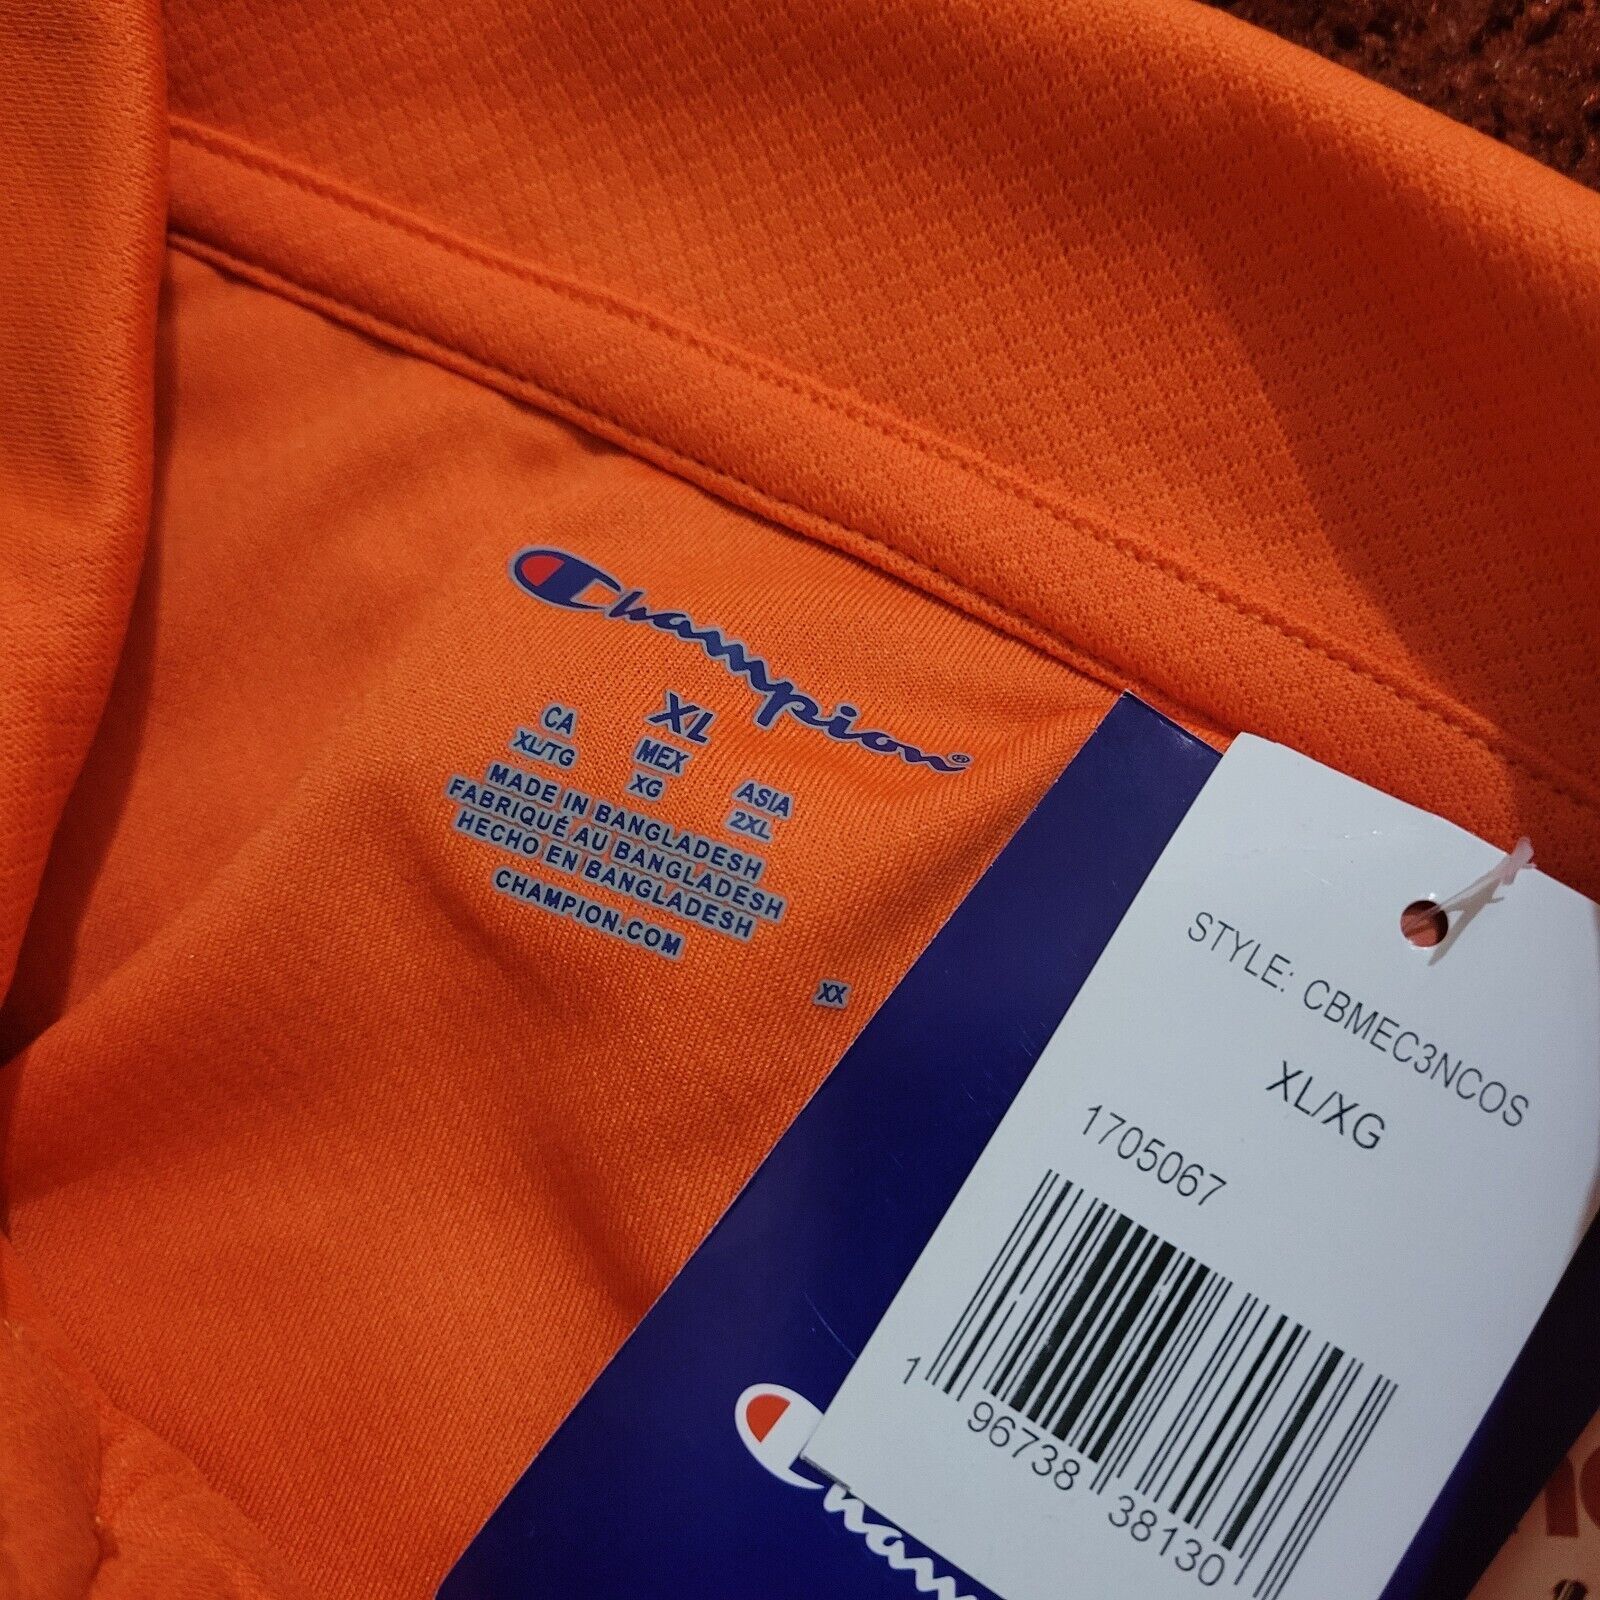 Champion®
XL
CA MEX ASIA
XL/TG XG 2XL
MADE IN BANGLADESH
FABRIQUÉ AU BANGLADESH
HECHO EN BANGLADESH
CHAMPION.COM
XX
STYLE: CBMEC3NCOS
XL/XG
1705067
1 96738 38130